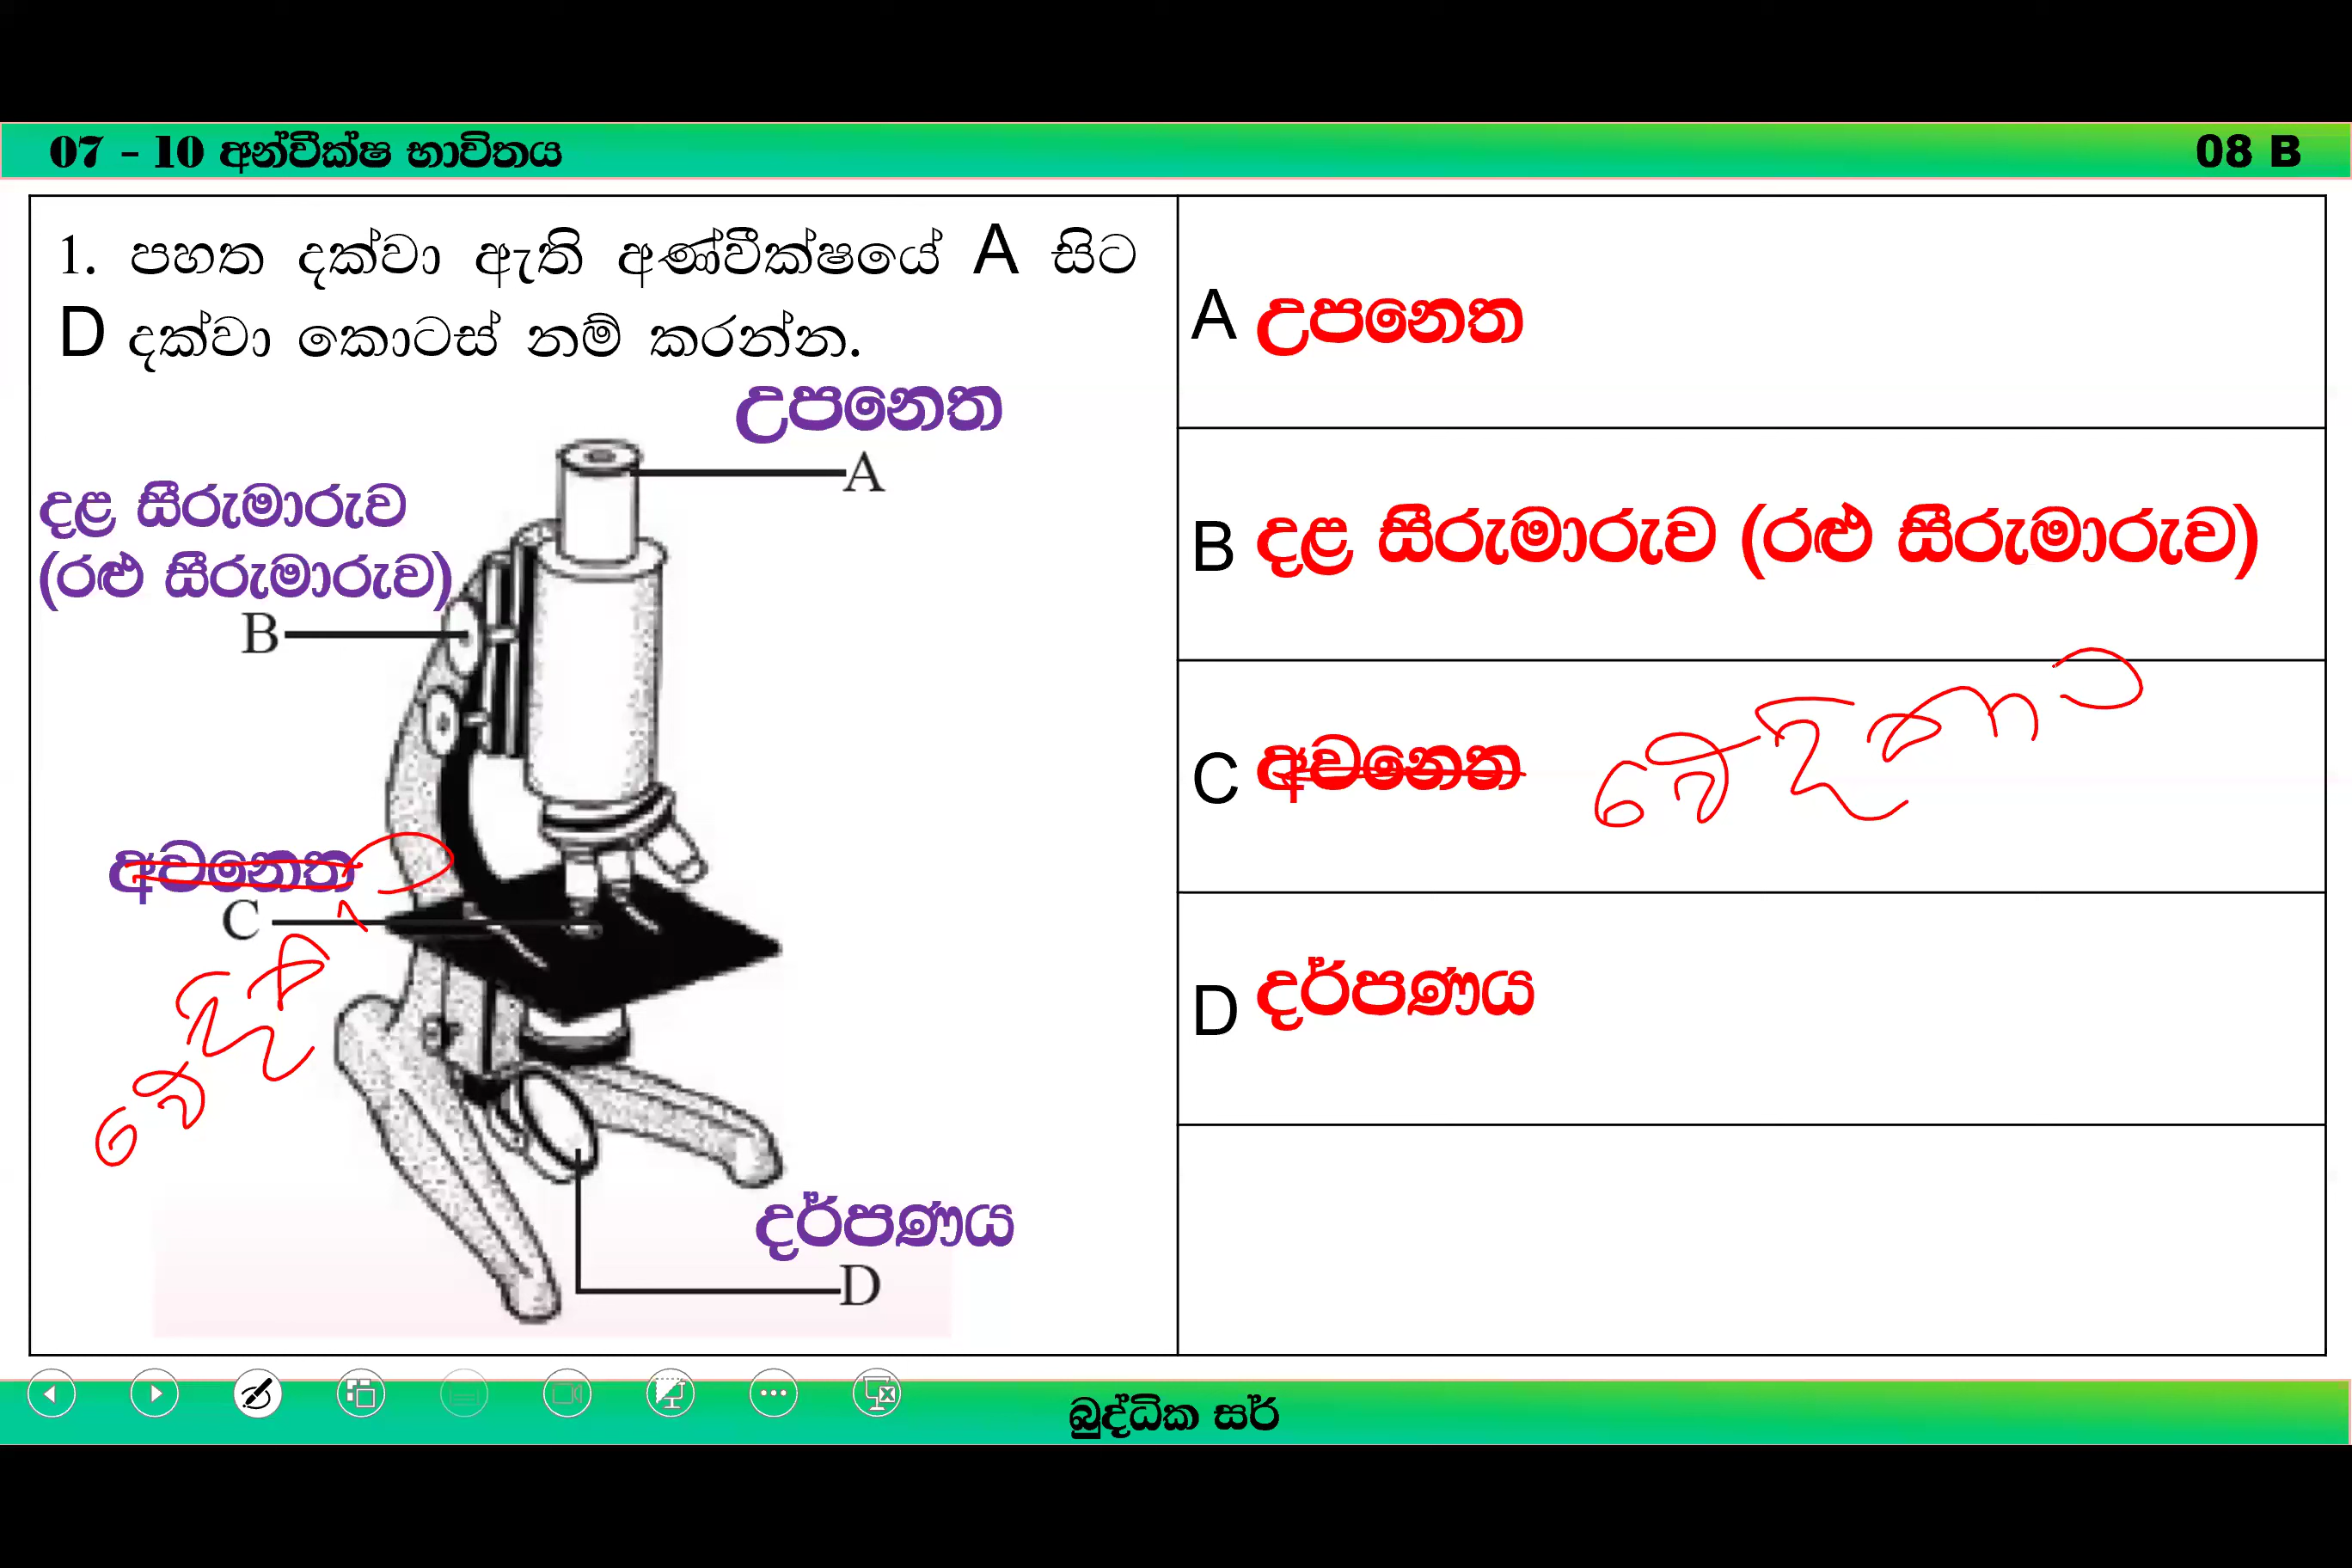 07 - 10 අන්වීක්ෂ භාවිතය
08 B
1. පහත දක්වා ඇති අණ්වීක්ෂයේ A සිට
D දක්වා කොටස් නම් කරන්න.
උපනෙත
A
දළ සීරුමාරුව
(රළු සීරුමාරුව)
B
අවනෙත
C
වේදිකාව
දර්පණය
D
A උපනෙත
B දළ සීරුමාරුව (රළු සීරුමාරුව)
C අවනෙත වේදිකාව
D දර්පණය
බුද්ධික සර්